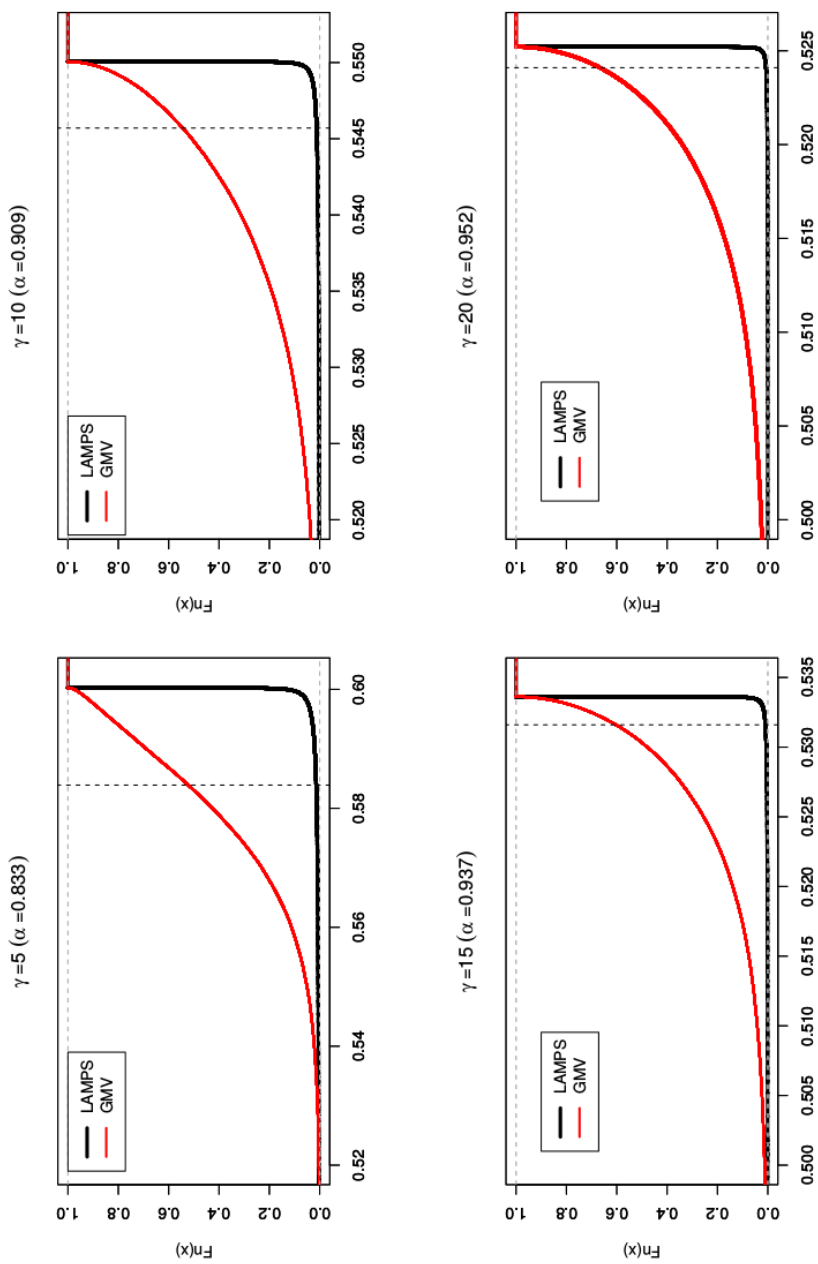 γ =5 ( α =0.833)
Fn(x)
0.0 0.2 0.4 0.6 0.8 1.0
LAMPS
GMV
0.52 0.54 0.56 0.58 0.60
γ =10 ( α =0.909)
Fn(x)
0.0 0.2 0.4 0.6 0.8 1.0
LAMPS
GMV
0.520 0.525 0.530 0.535 0.540 0.545 0.550
γ =15 ( α =0.937)
Fn(x)
0.0 0.2 0.4 0.6 0.8 1.0
LAMPS
GMV
0.500 0.505 0.510 0.515 0.520 0.525 0.530 0.535
γ =20 ( α =0.952)
Fn(x)
0.0 0.2 0.4 0.6 0.8 1.0
LAMPS
GMV
0.500 0.505 0.510 0.515 0.520 0.525